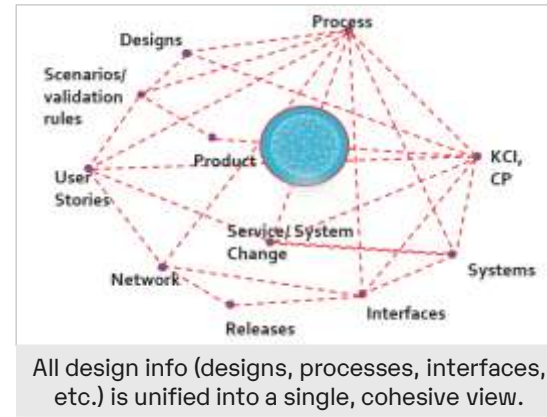 Process
Designs
Scenarios/
validation
rules
Product
KCI,
CP
User
Stories
Service/ System
Change
Systems
Network
Interfaces
Releases
All design info (designs, processes, interfaces,
etc.) is unified into a single, cohesive view.